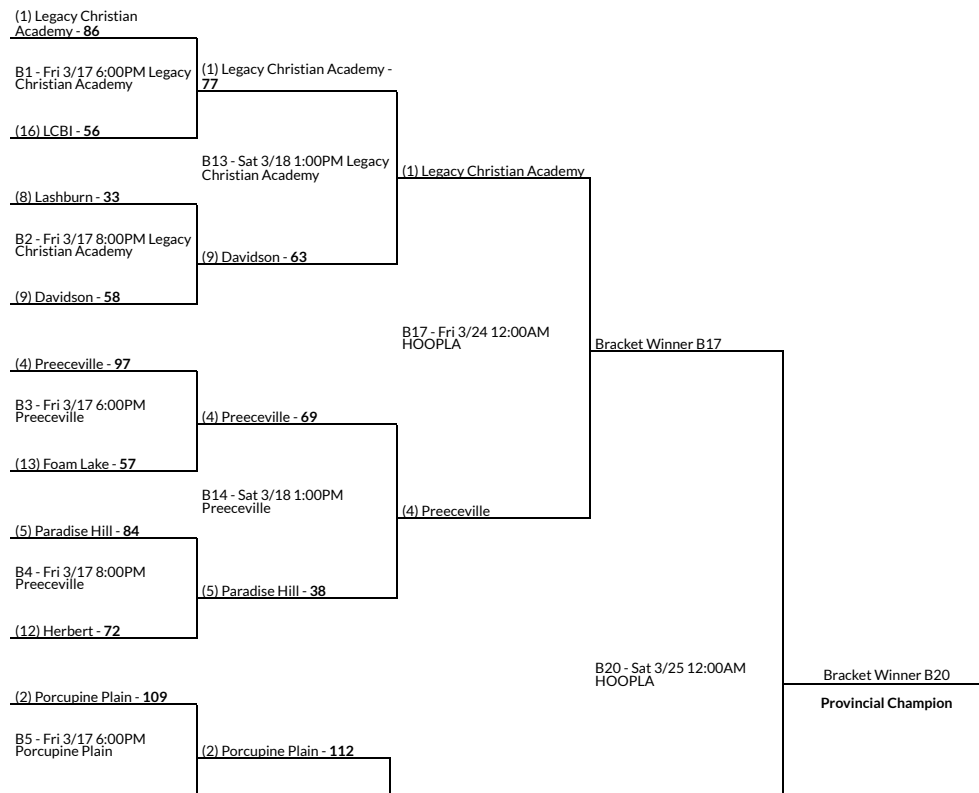 (1) Legacy Christian
Academy - 86
B1 - Fri 3/17 6:00PM Legacy
Christian Academy
(1) Legacy Christian Academy -
77
(16) LCBI - 56
B13 - Sat 3/18 1:00PM Legacy
Christian Academy
(1) Legacy Christian Academy
(8) Lashburn - 33
B2 - Fri 3/17 8:00PM Legacy
Christian Academy
(9) Davidson - 63
(9) Davidson - 58
B17 - Fri 3/24 12:00AM
HOOPLA
Bracket Winner B17
(4) Preeceville - 97
B3 - Fri 3/17 6:00PM
Preeceville
(4) Preeceville - 69
(13) Foam Lake - 57
B14 - Sat 3/18 1:00PM
Preeceville
(4) Preeceville
(5) Paradise Hill - 84
B4 - Fri 3/17 8:00PM
Preeceville
(5) Paradise Hill - 38
(12) Herbert - 72
B20 - Sat 3/25 12:00AM
HOOPLA
Bracket Winner B20
Provincial Champion
(2) Porcupine Plain - 109
B5 - Fri 3/17 6:00PM
Porcupine Plain
(2) Porcupine Plain - 112